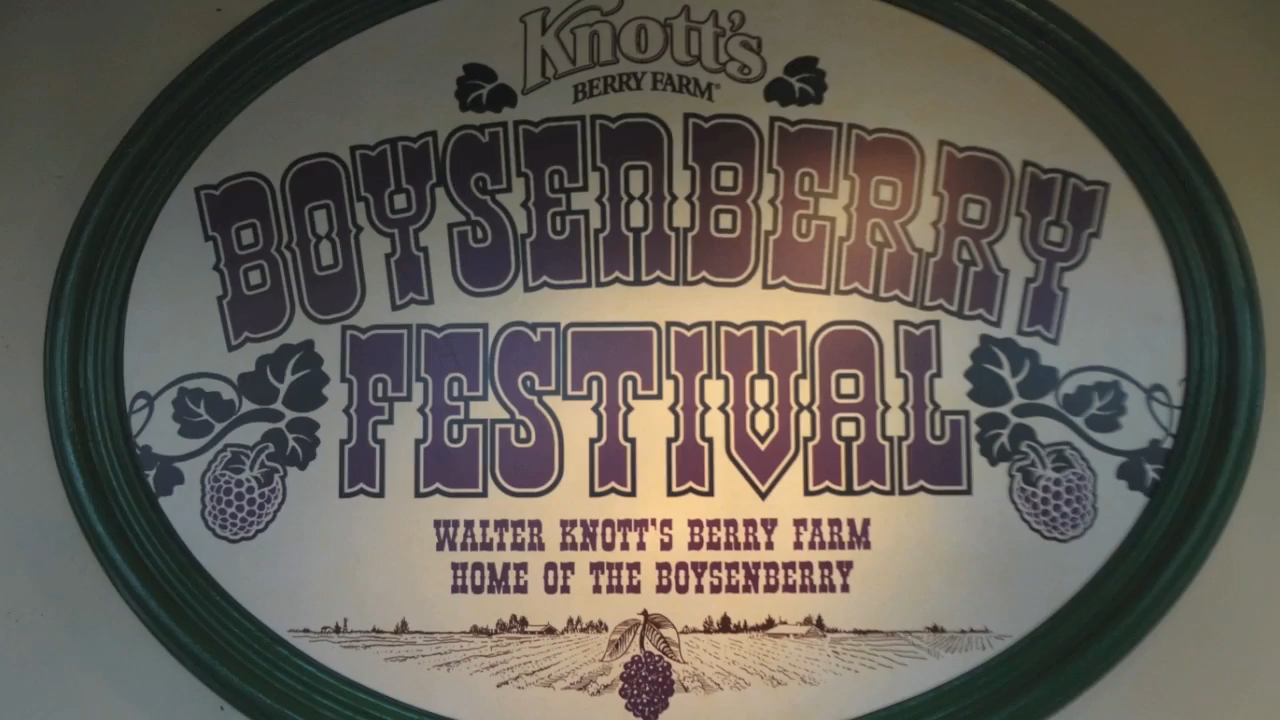 Knott's
BERRY FARM®
BOYSENBERRY
FESTIVAL
WALTER KNOTT'S BERRY FARM
HOME OF THE BOYSENBERRY